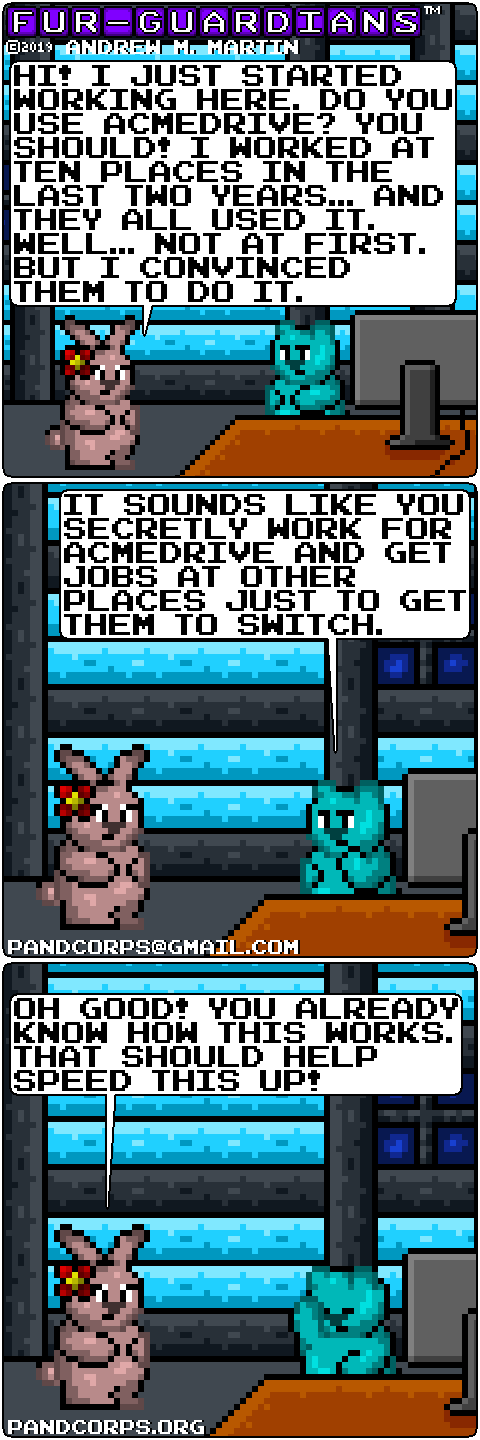 FUR-GUARDIANS™
©2019 ANDREW M. MARTIN
HI! I JUST STARTED
WORKING HERE. DO YOU
USE ACMEDRIVE? YOU
SHOULD! I WORKED AT
TEN PLACES IN THE
LAST TWO YEARS... AND
THEY ALL USED IT.
WELL... NOT AT FIRST.
BUT I CONVINCED
THEM TO DO IT.
IT SOUNDS LIKE YOU
SECRETLY WORK FOR
ACMEDRIVE AND GET
JOBS AT OTHER
PLACES JUST TO GET
THEM TO SWITCH.
PANDCORPS@GMAIL.COM
OH GOOD! YOU ALREADY
KNOW HOW THIS WORKS.
THAT SHOULD HELP
SPEED THIS UP!
PANDCORPS.ORG